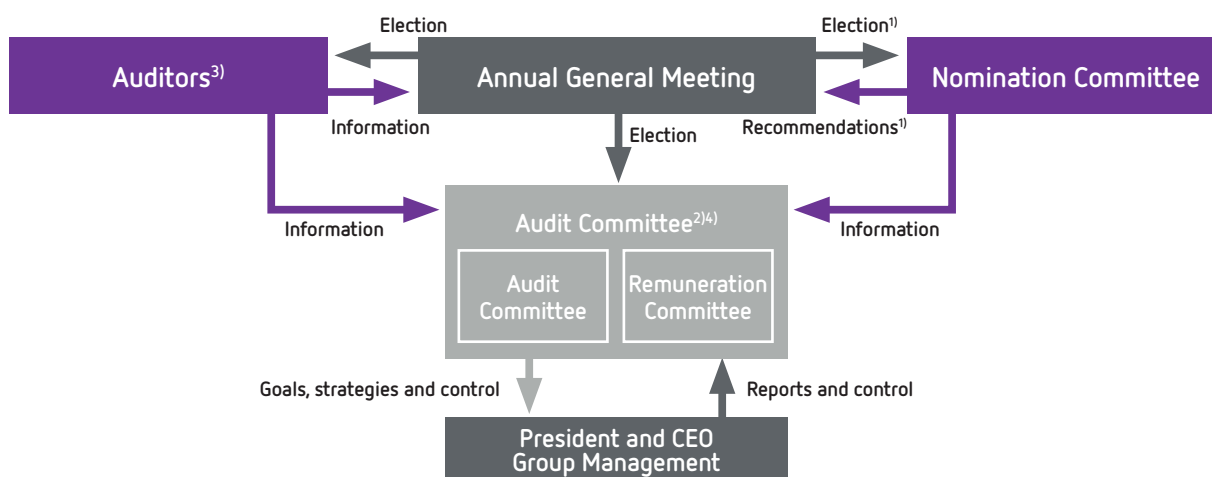 Election
Election¹⁾
Auditors³⁾
Annual General Meeting
Nomination Committee
Information
Election
Recommendations¹⁾
Information
Audit Committee²⁾⁴⁾
Information
Audit
Committee
Remuneration
Committee
Goals, strategies and control
Reports and control
President and CEO
Group Management